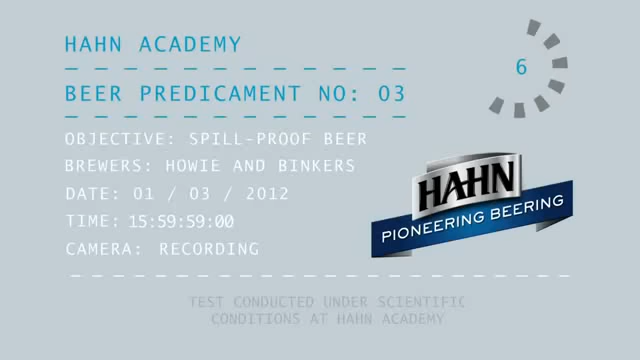 HAHN ACADEMY
6
BEER PREDICAMENT NO: 03
OBJECTIVE: SPILL-PROOF BEER
BREWERS: HOWIE AND BINKERS
DATE: 01 / 03 / 2012
TIME: 15:59:59:00
CAMERA: RECORDING
HAHN
PIONEERING BEERING
TEST CONDUCTED UNDER SCIENTIFIC
CONDITIONS AT HAHN ACADEMY